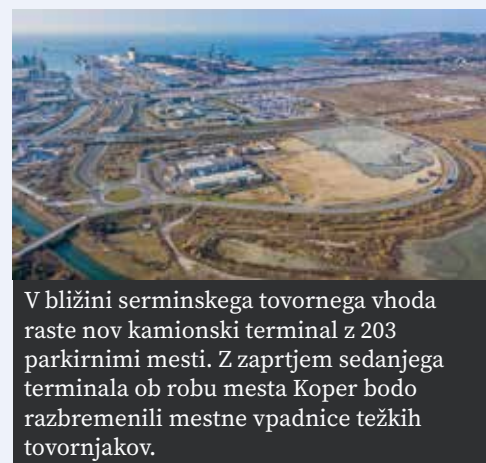 V bližini serminskega tovornega vhoda
raste nov kamionski terminal z 203
parkirnimi mesti. Z zaprtjem sedanjega
terminala ob robu mesta Koper bodo
razbremenili mestne vpadnice težkih
tovornjakov.